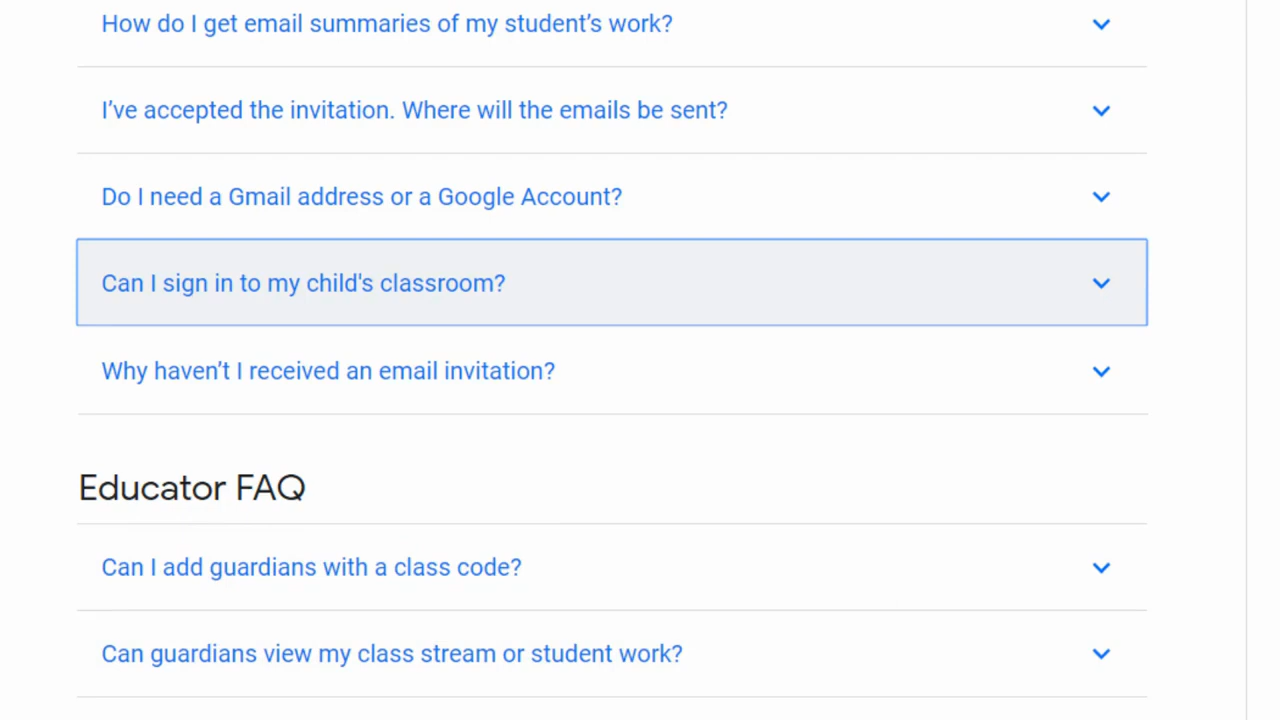 How do I get email summaries of my student’s work?
I’ve accepted the invitation. Where will the emails be sent?
Do I need a Gmail address or a Google Account?
Can I sign in to my child's classroom?
Why haven’t I received an email invitation?
Educator FAQ
Can I add guardians with a class code?
Can guardians view my class stream or student work?